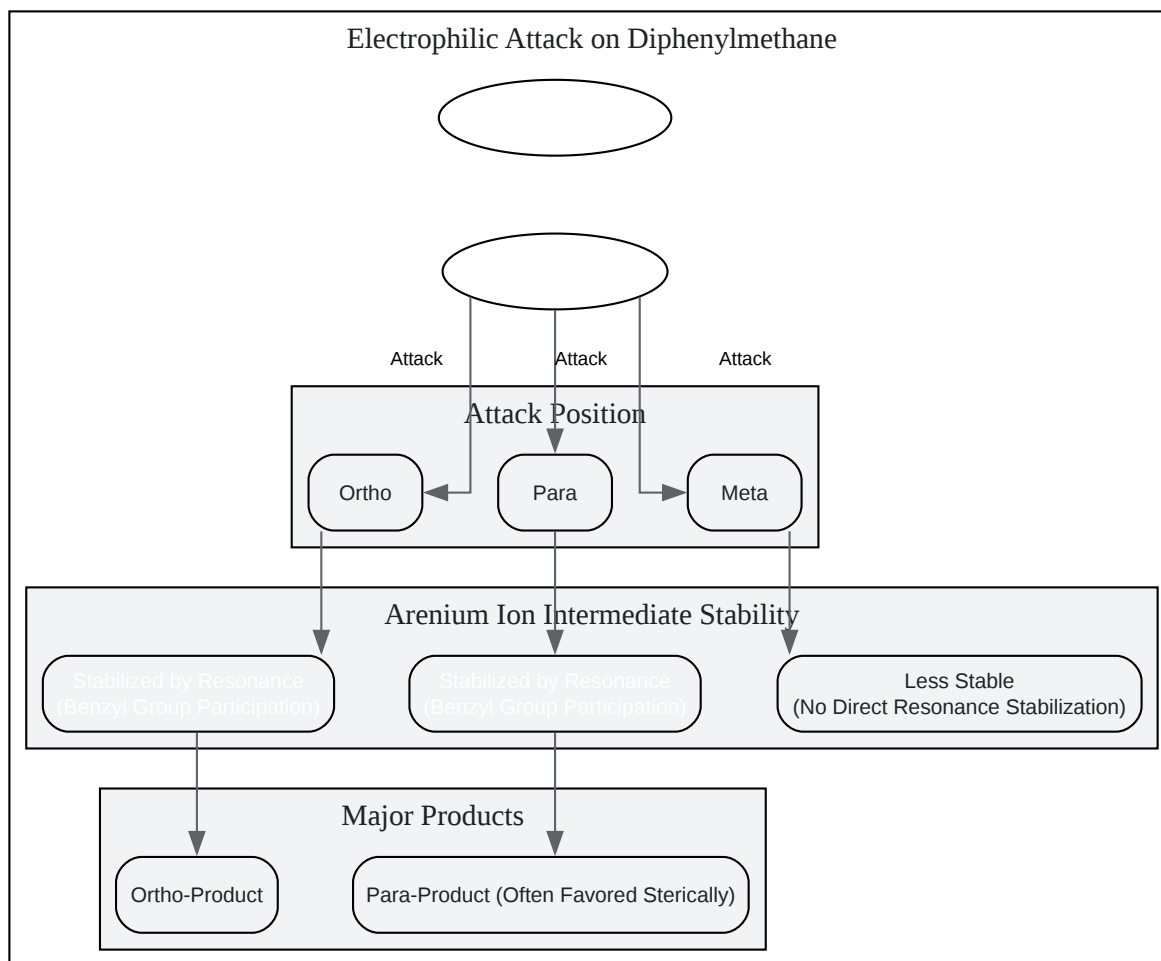 Electrophilic Attack on Diphenylmethane
Attack
Attack
Attack
Attack Position
Ortho
Para
Meta
Arenium Ion Intermediate Stability
Stabilized by Resonance
(Benzyl Group Participation)
Stabilized by Resonance
(Benzyl Group Participation)
Less Stable
(No Direct Resonance Stabilization)
Major Products
Ortho-Product
Para-Product (Often Favored Sterically)